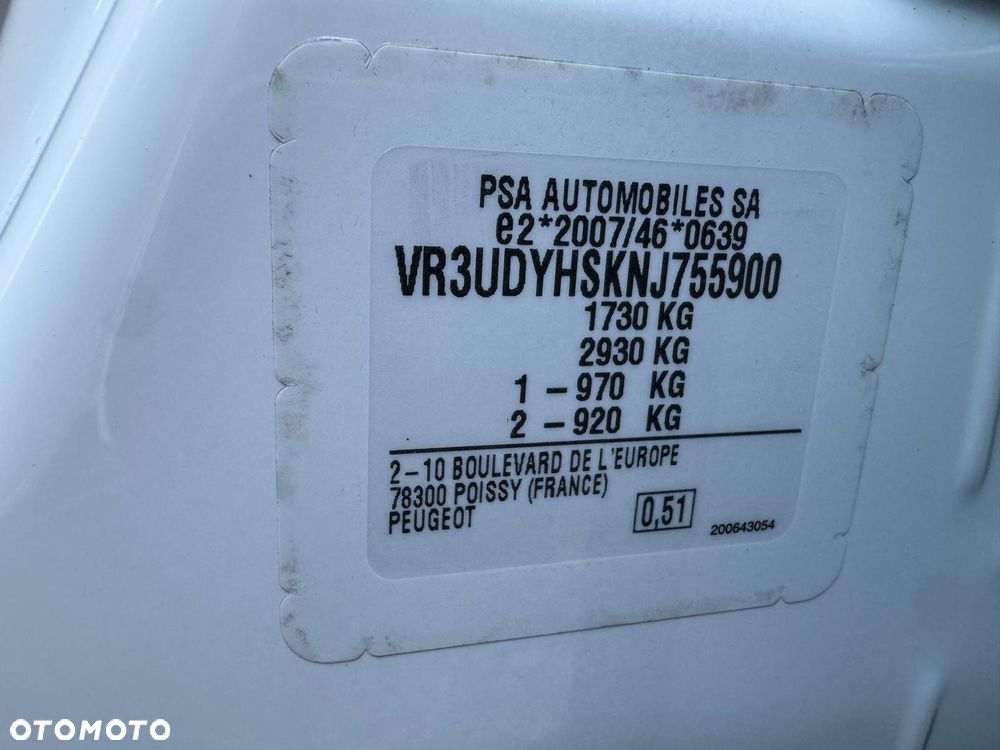 PSA AUTOMOBILES SA
e2*2007/46*0639
VR3UDYHSKNJ755900
1730 KG
2930 KG
1 - 970 KG
2 - 920 KG
2-10 BOULEVARD DE L'EUROPE
78300 POISSY (FRANCE)
PEUGEOT
0,51
200643054
OTOMOTO